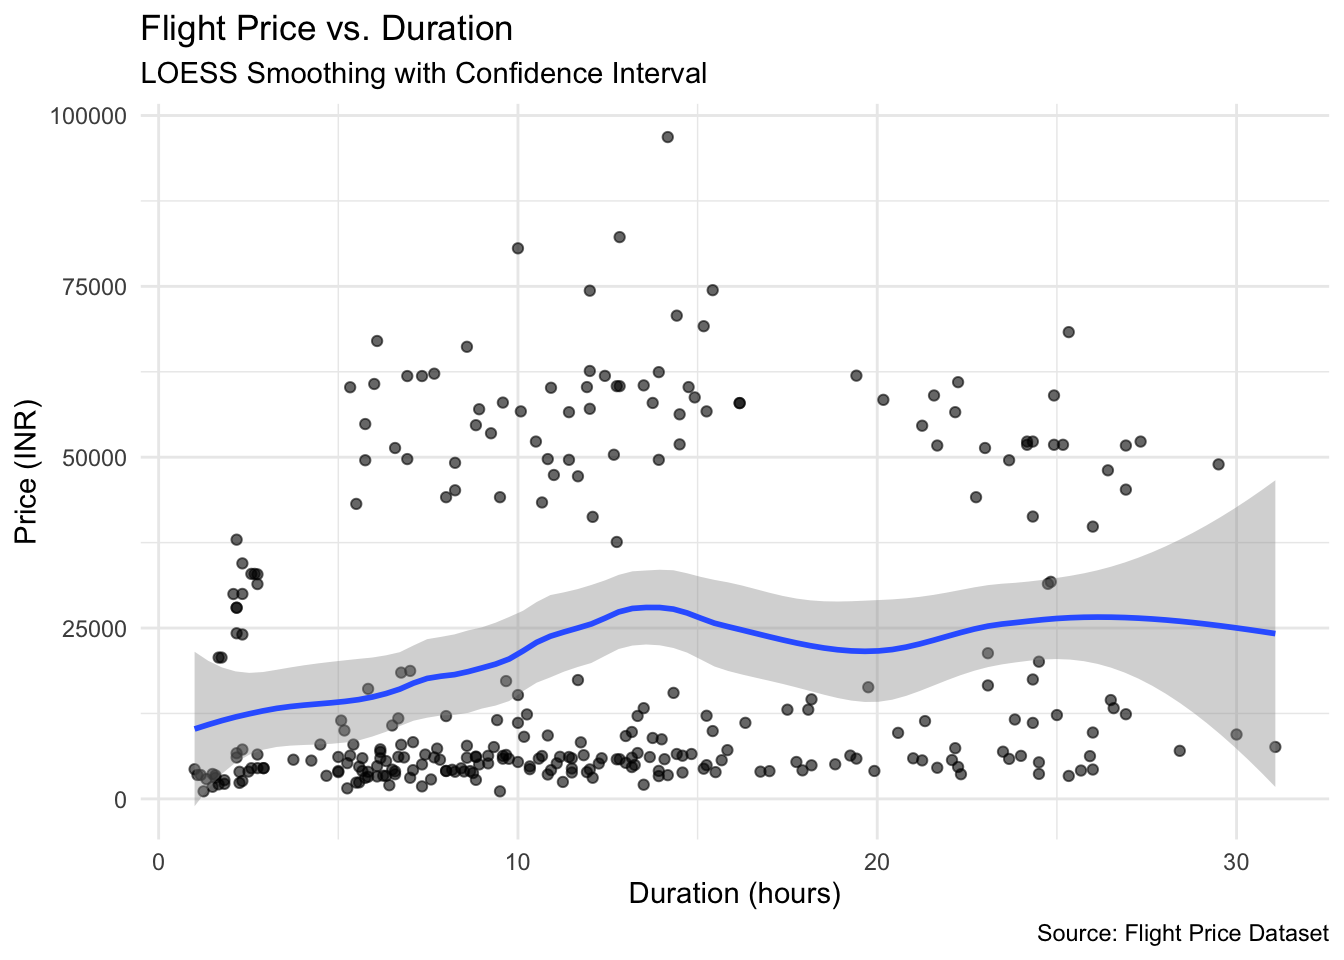 Flight Price vs. Duration
LOESS Smoothing with Confidence Interval
100000
75000
50000
25000
0
Price (INR)
0 10 20 30
Duration (hours)
Source: Flight Price Dataset